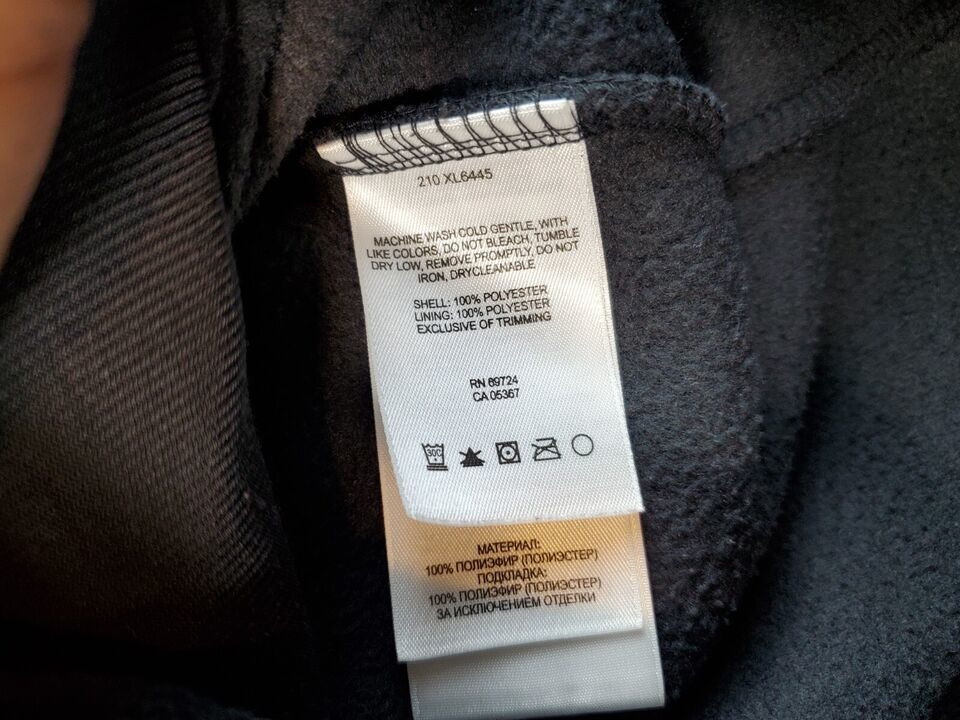 210 XL6445
MACHINE WASH COLD GENTLE, WITH
LIKE COLORS, DO NOT BLEACH, TUMBLE
DRY LOW, REMOVE PROMPTLY, DO NOT
IRON, DRYCLEANABLE
SHELL: 100% POLYESTER
LINING: 100% POLYESTER
EXCLUSIVE OF TRIMMING
RN 69724
CA 05367
30C
МАТЕРИАЛ:
100% ПОЛИЭФИР (ПОЛИЭСТЕР)
ПОДКЛАДКА:
100% ПОЛИЭФИР (ПОЛИЭСТЕР)
ЗА ИСКЛЮЧЕНИЕМ ОТДЕЛКИ